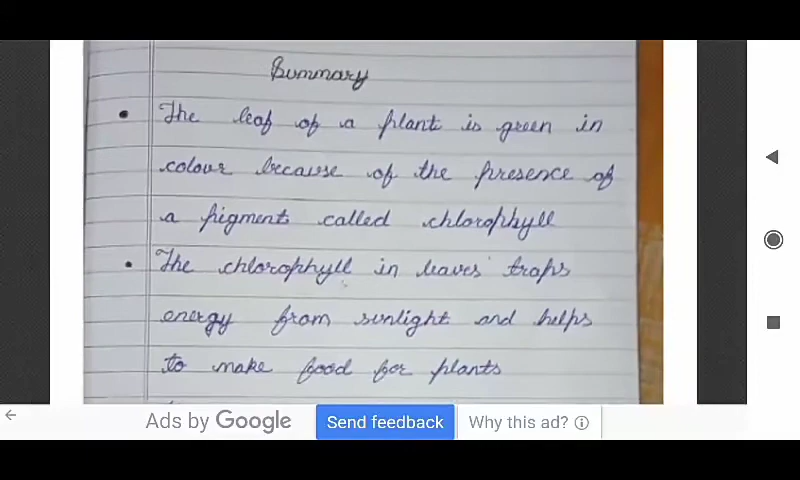 Summary
• The leaf of a plant is green in
colour because of the presence of
a pigment called chlorophyll
• The chlorophyll in leaves traps
energy from sunlight and helps
to make food for plants
Ads by Google
Send feedback
Why this ad?